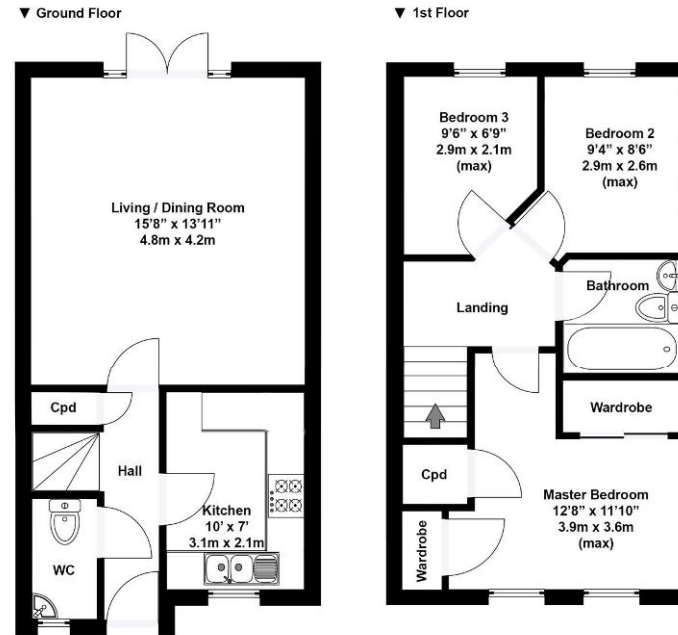 ▼ Ground Floor
Living / Dining Room
15'8" x 13'11"
4.8m x 4.2m
Cpd
Hall
Kitchen
10' x 7'
3.1m x 2.1m
WC
▼ 1st Floor
Bedroom 3
9'6" x 6'9"
2.9m x 2.1m
(max)
Bedroom 2
9'4" x 8'6"
2.9m x 2.6m
(max)
Bathroom
Landing
Wardrobe
Cpd
Master Bedroom
12'8" x 11'10"
3.9m x 3.6m
(max)
Wardrobe